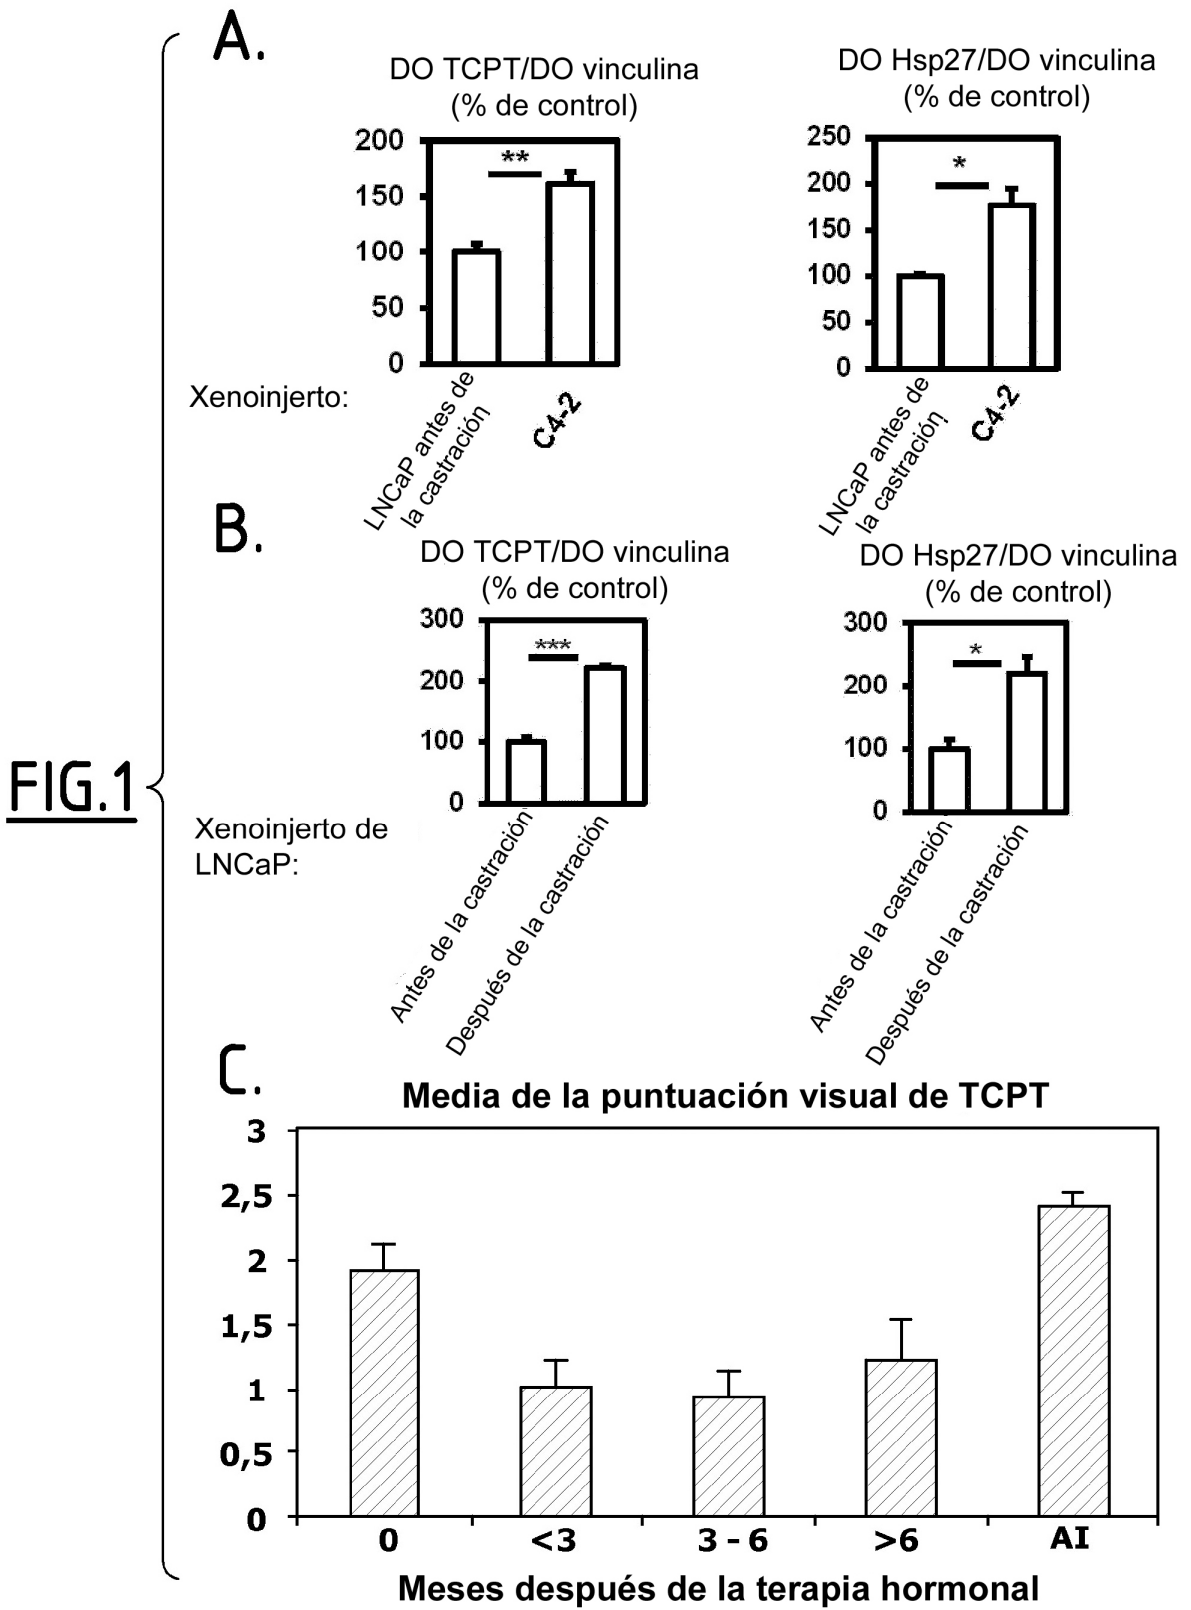 FIG.1
A.
DO TCPT/DO vinculina
(% de control)
200
150
100
50
0
**
Xenoinjerto:
LNCaP antes de
la castración
C4-2
DO Hsp27/DO vinculina
(% de control)
250
200
150
100
50
0
*
LNCaP antes de
la castración
C4-2
B.
DO TCPT/DO vinculina
(% de control)
300
200
100
0
***
Xenoinjerto de
LNCaP:
Antes de la castración
Después de la castración
DO Hsp27/DO vinculina
(% de control)
300
200
100
0
*
Antes de la castración
Después de la castración
C.
Media de la puntuación visual de TCPT
3
2,5
2
1,5
1
0,5
0
0
<3
3 - 6
>6
AI
Meses después de la terapia hormonal